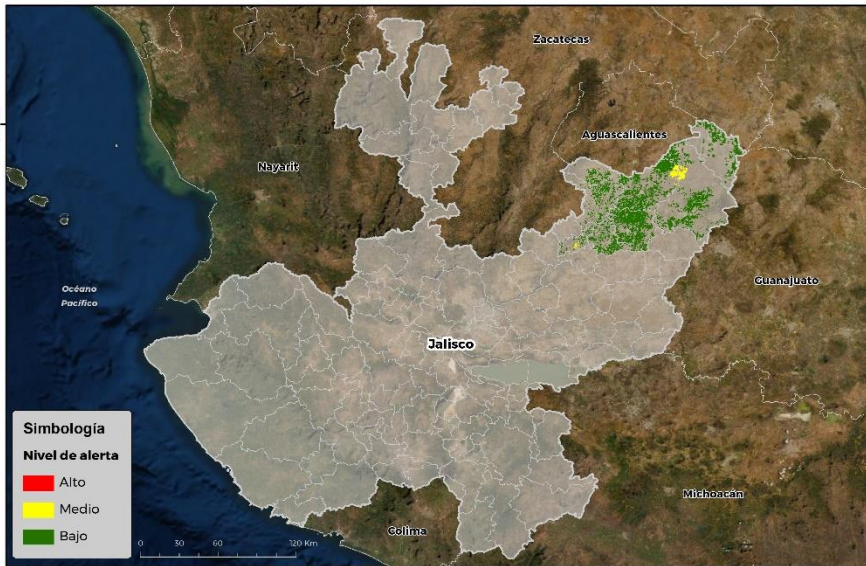 Zacatecas
Aguascalientes
Nayarit
Océano
Pacífico
Guanajuato
Jalisco
Simbología
Nivel de alerta
Alto
Medio
Bajo
Michoacán
Colima
0 30 60 120 Km